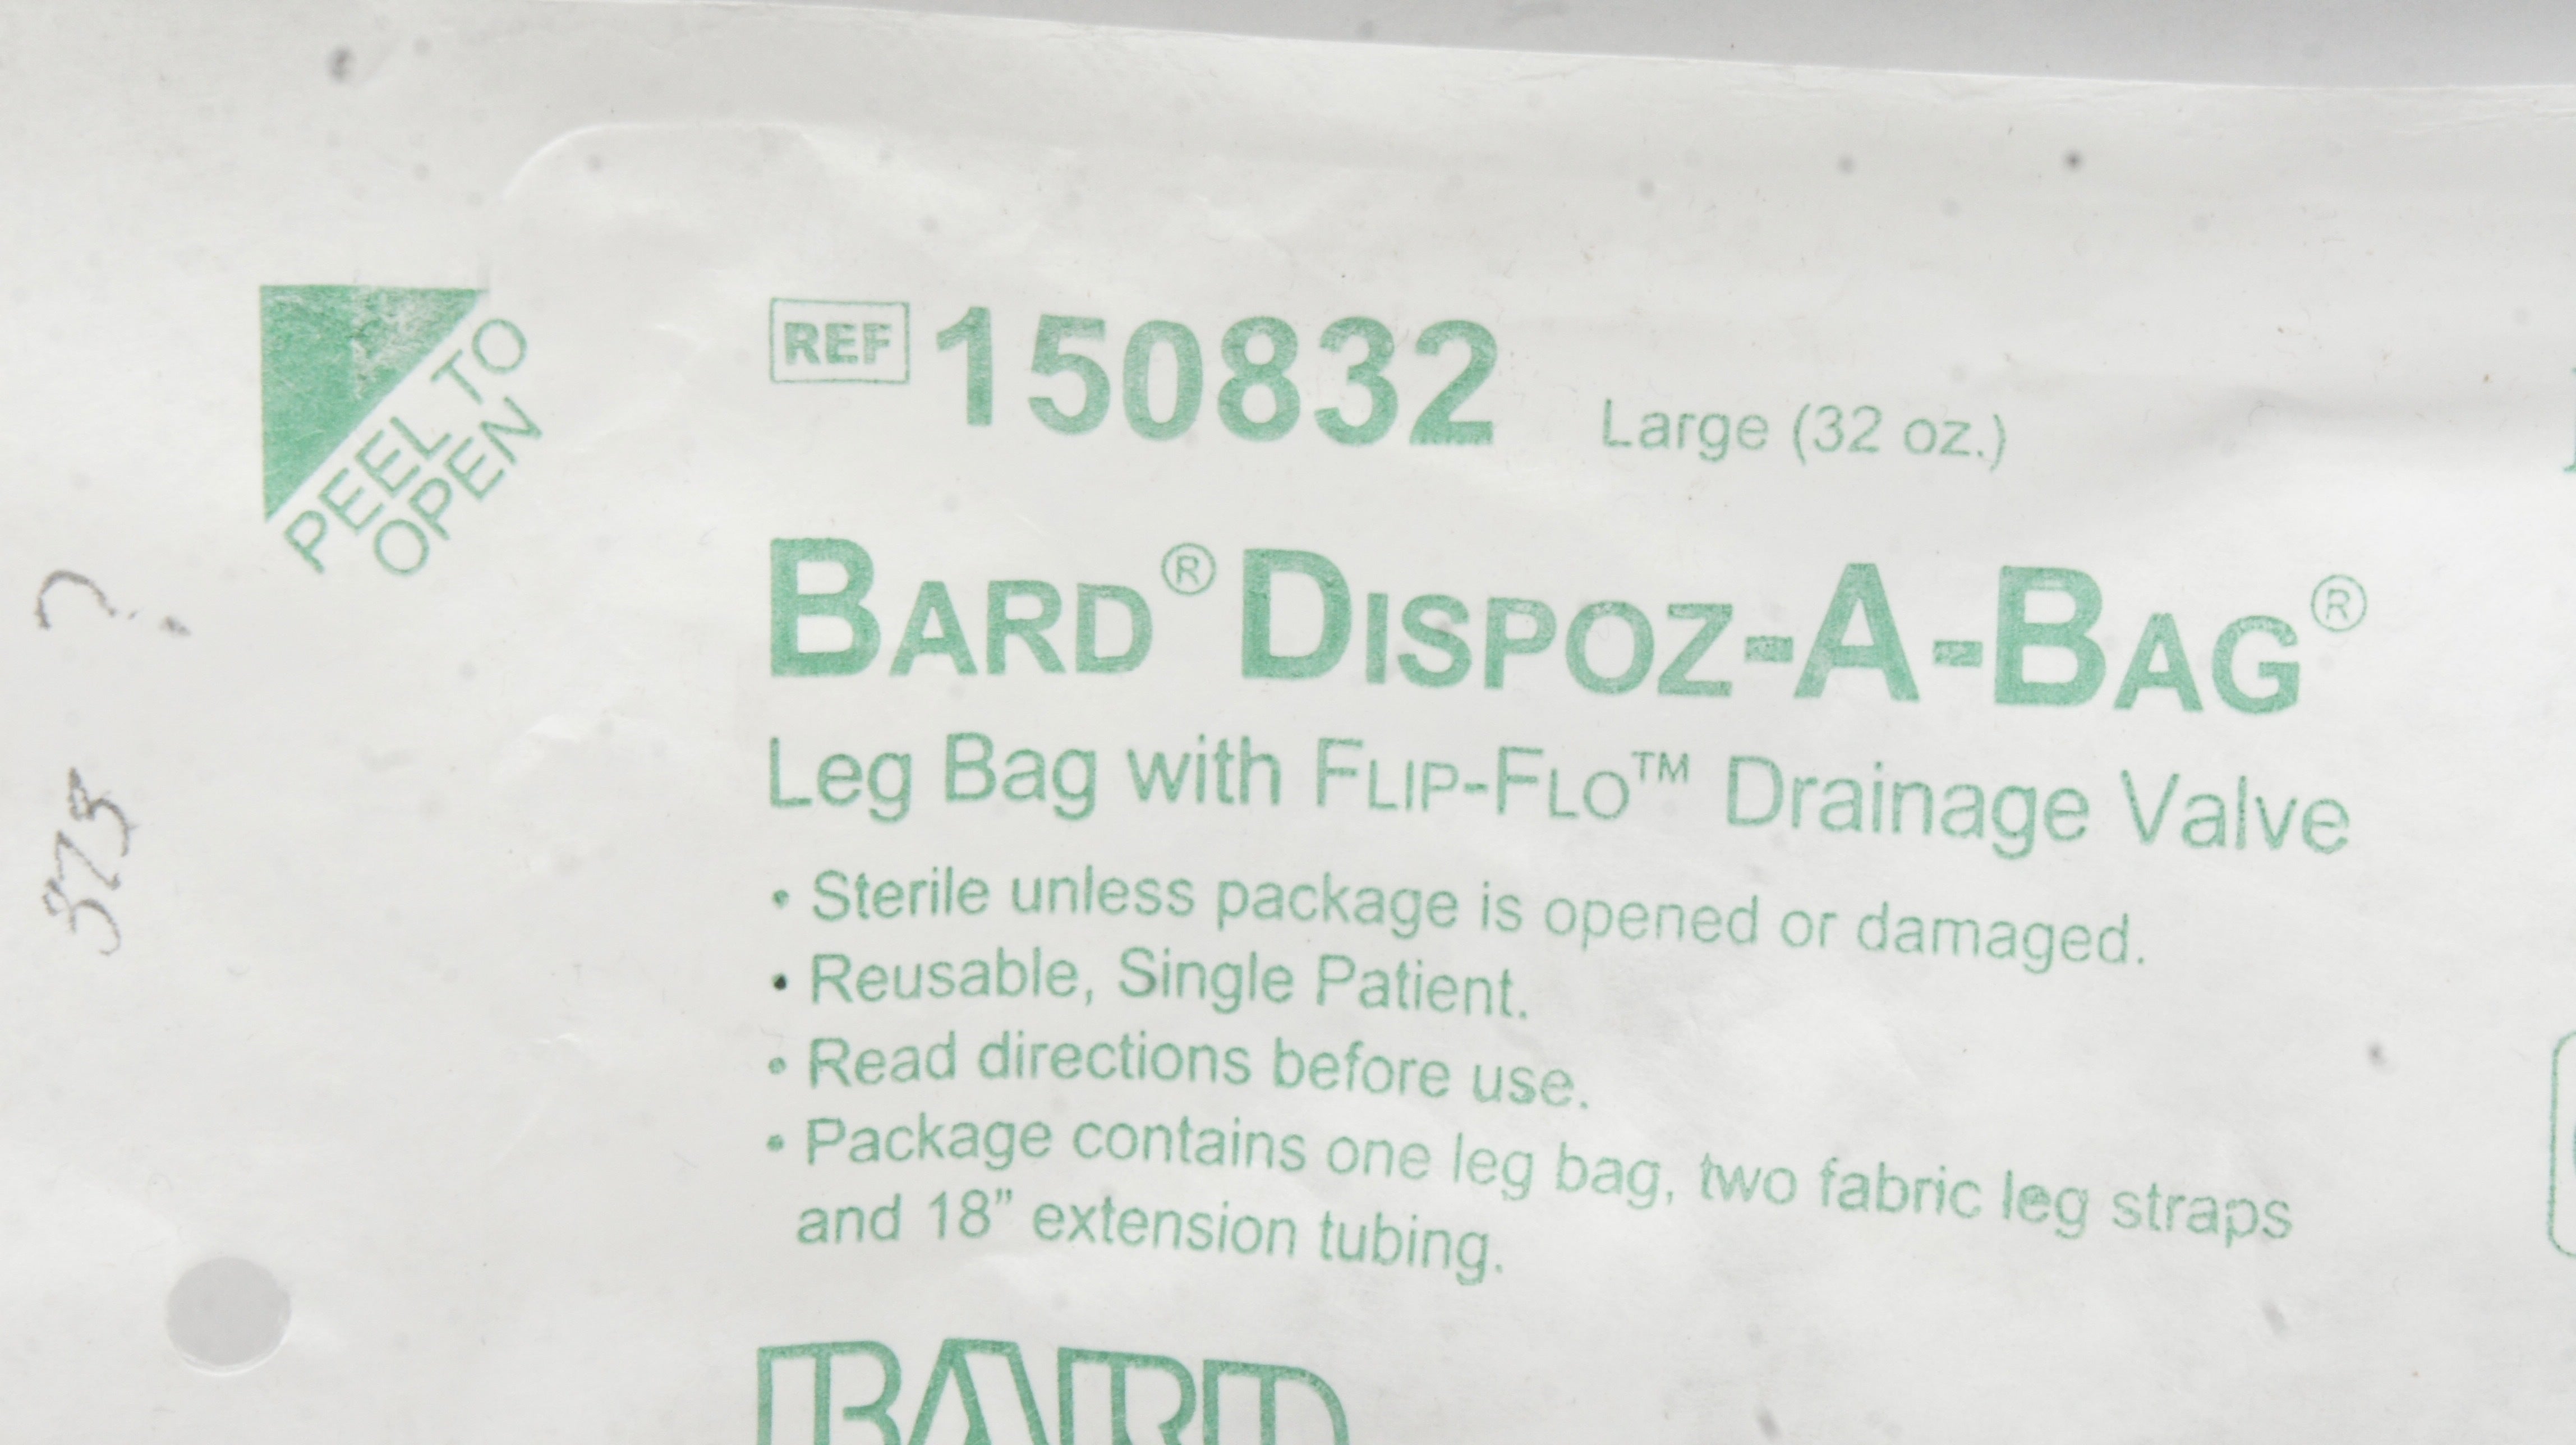 PEEL TO
OPEN
REF 150832 Large (32 oz.)
BARD® DISPOZ-A-BAG®
Leg Bag with FLIP-FLO™ Drainage Valve
• Sterile unless package is opened or damaged.
• Reusable, Single Patient.
• Read directions before use.
• Package contains one leg bag, two fabric leg straps
and 18” extension tubing.
BARD
375 ?